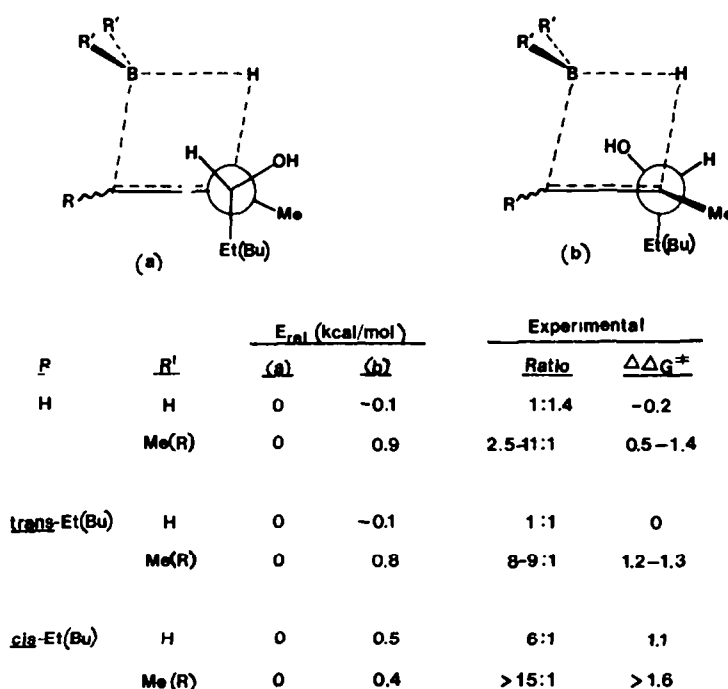 R' R' R' R'
B H B H
H OH HO H
R Me R Me
Et(Bu) Et(Bu)
(a) (b)
E_rel (kcal/mol) Experimental
R R' (a) (b) Ratio ΔΔG‡
H H 0 -0.1 1:1.4 -0.2
Me(R) 0 0.9 2.5-11:1 0.5-1.4
trans-Et(Bu) H 0 -0.1 1:1 0
Me(R) 0 0.8 8-9:1 1.2-1.3
cis-Et(Bu) H 0 0.5 6:1 1.1
Me(R) 0 0.4 >15:1 >1.6